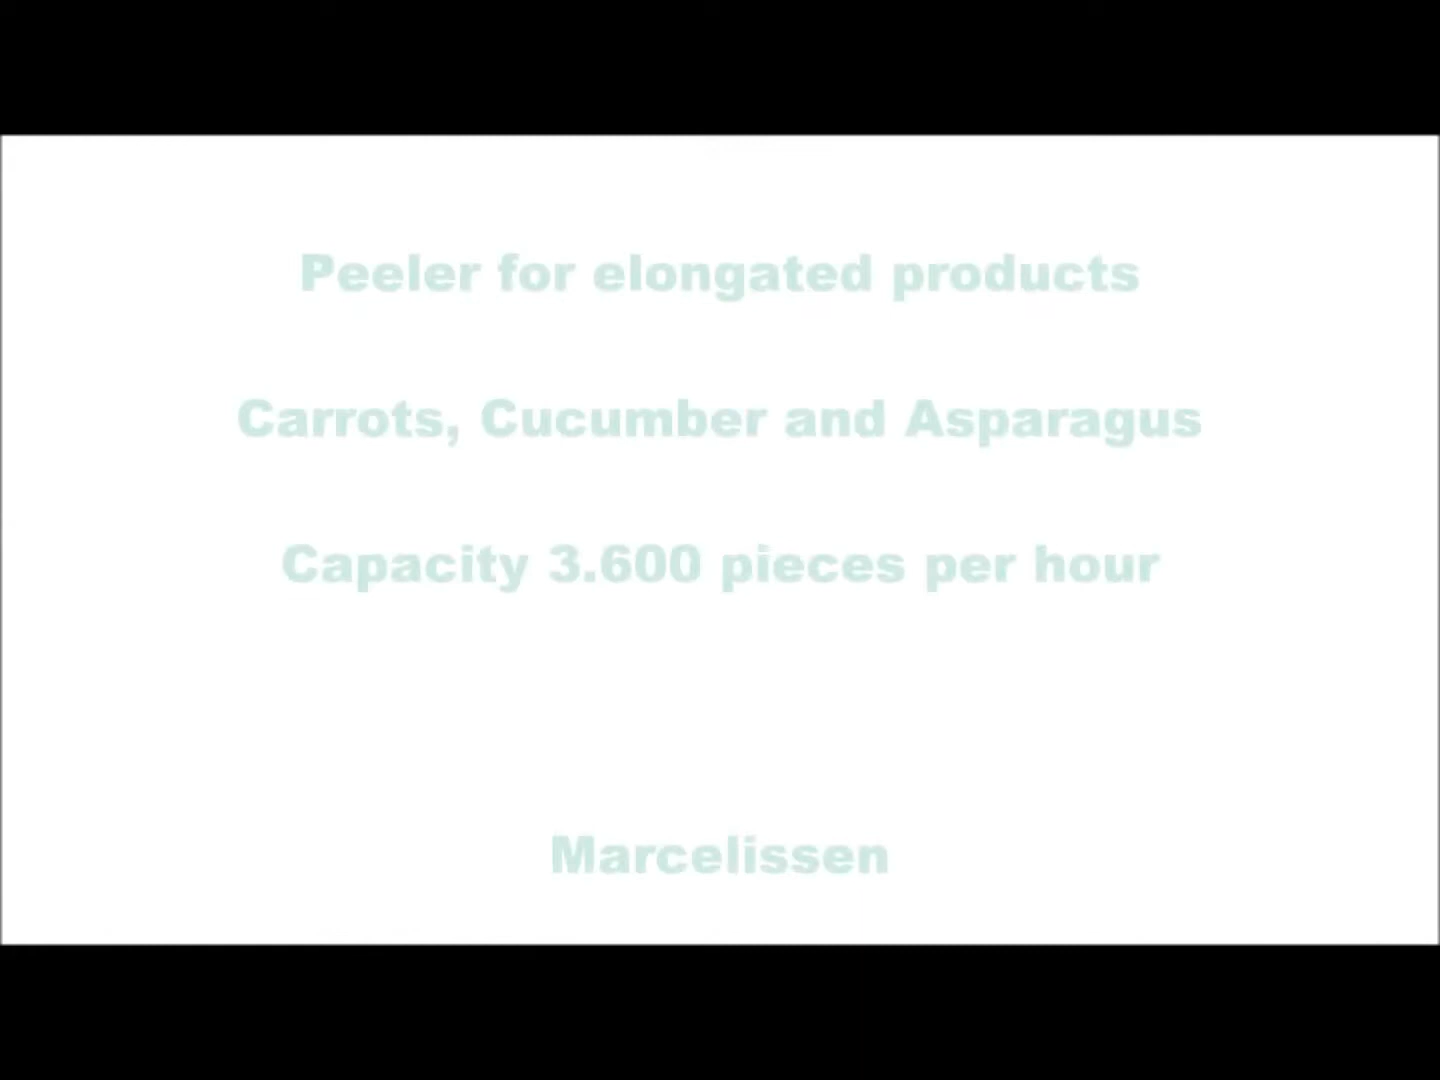 Peeler for elongated products
Carrots, Cucumber and Asparagus
Capacity 3.600 pieces per hour
Marcelissen